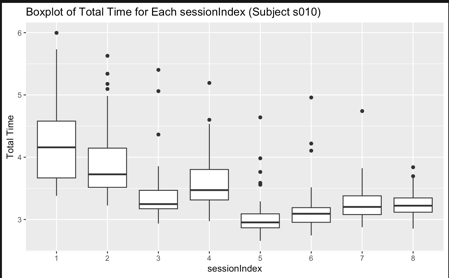 Boxplot of Total Time for Each sessionIndex (Subject s010)
6
5
4
3
Total Time
1 2 3 4 5 6 7 8
sessionIndex